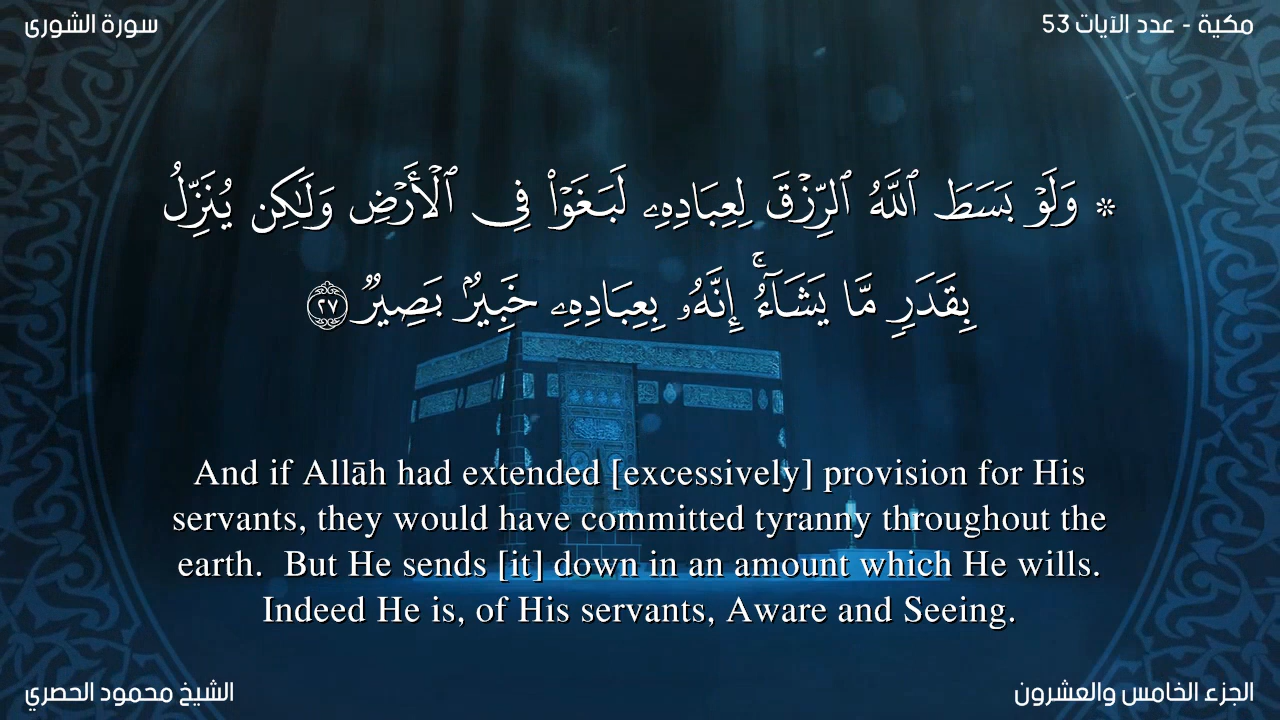 سورة الشورى
مكية - عدد الآيات 53
۞ وَلَوۡ بَسَطَ ٱللَّهُ ٱلرِّزۡقَ لِعِبَادِهِۦ لَبَغَوۡاْ فِي ٱلۡأَرۡضِ وَلَٰكِن يُنَزِّلُ
بِقَدَرٖ مَّا يَشَآءُۚ إِنَّهُۥ بِعِبَادِهِۦ خَبِيرُۢ بَصِيرٞ ٢٧
And if Allāh had extended [excessively] provision for His
servants, they would have committed tyranny throughout the
earth.  But He sends [it] down in an amount which He wills.
Indeed He is, of His servants, Aware and Seeing.
الشيخ محمود الحصري
الجزء الخامس والعشرون